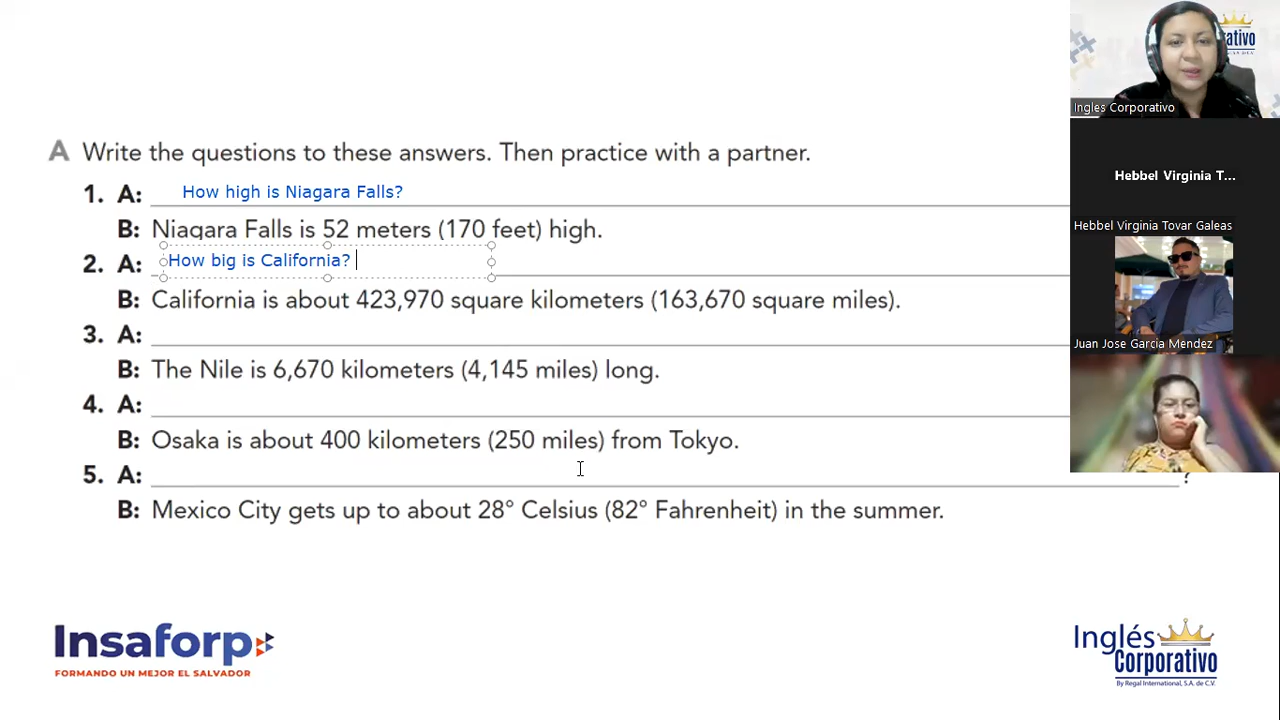 A Write the questions to these answers. Then practice with a partner.
1. A: How high is Niagara Falls?
B: Niagara Falls is 52 meters (170 feet) high.
2. A: How big is California?
B: California is about 423,970 square kilometers (163,670 square miles).
3. A:
B: The Nile is 6,670 kilometers (4,145 miles) long.
4. A:
B: Osaka is about 400 kilometers (250 miles) from Tokyo.
5. A: ?
B: Mexico City gets up to about 28° Celsius (82° Fahrenheit) in the summer.
Insaforp
FORMANDO UN MEJOR EL SALVADOR
Inglés
Corporativo
By Regal International, S.A. de C.V.
Ingles Corporativo
Hebbel Virginia T...
Hebbel Virginia Tovar Galeas
Juan Jose Garcia Mendez